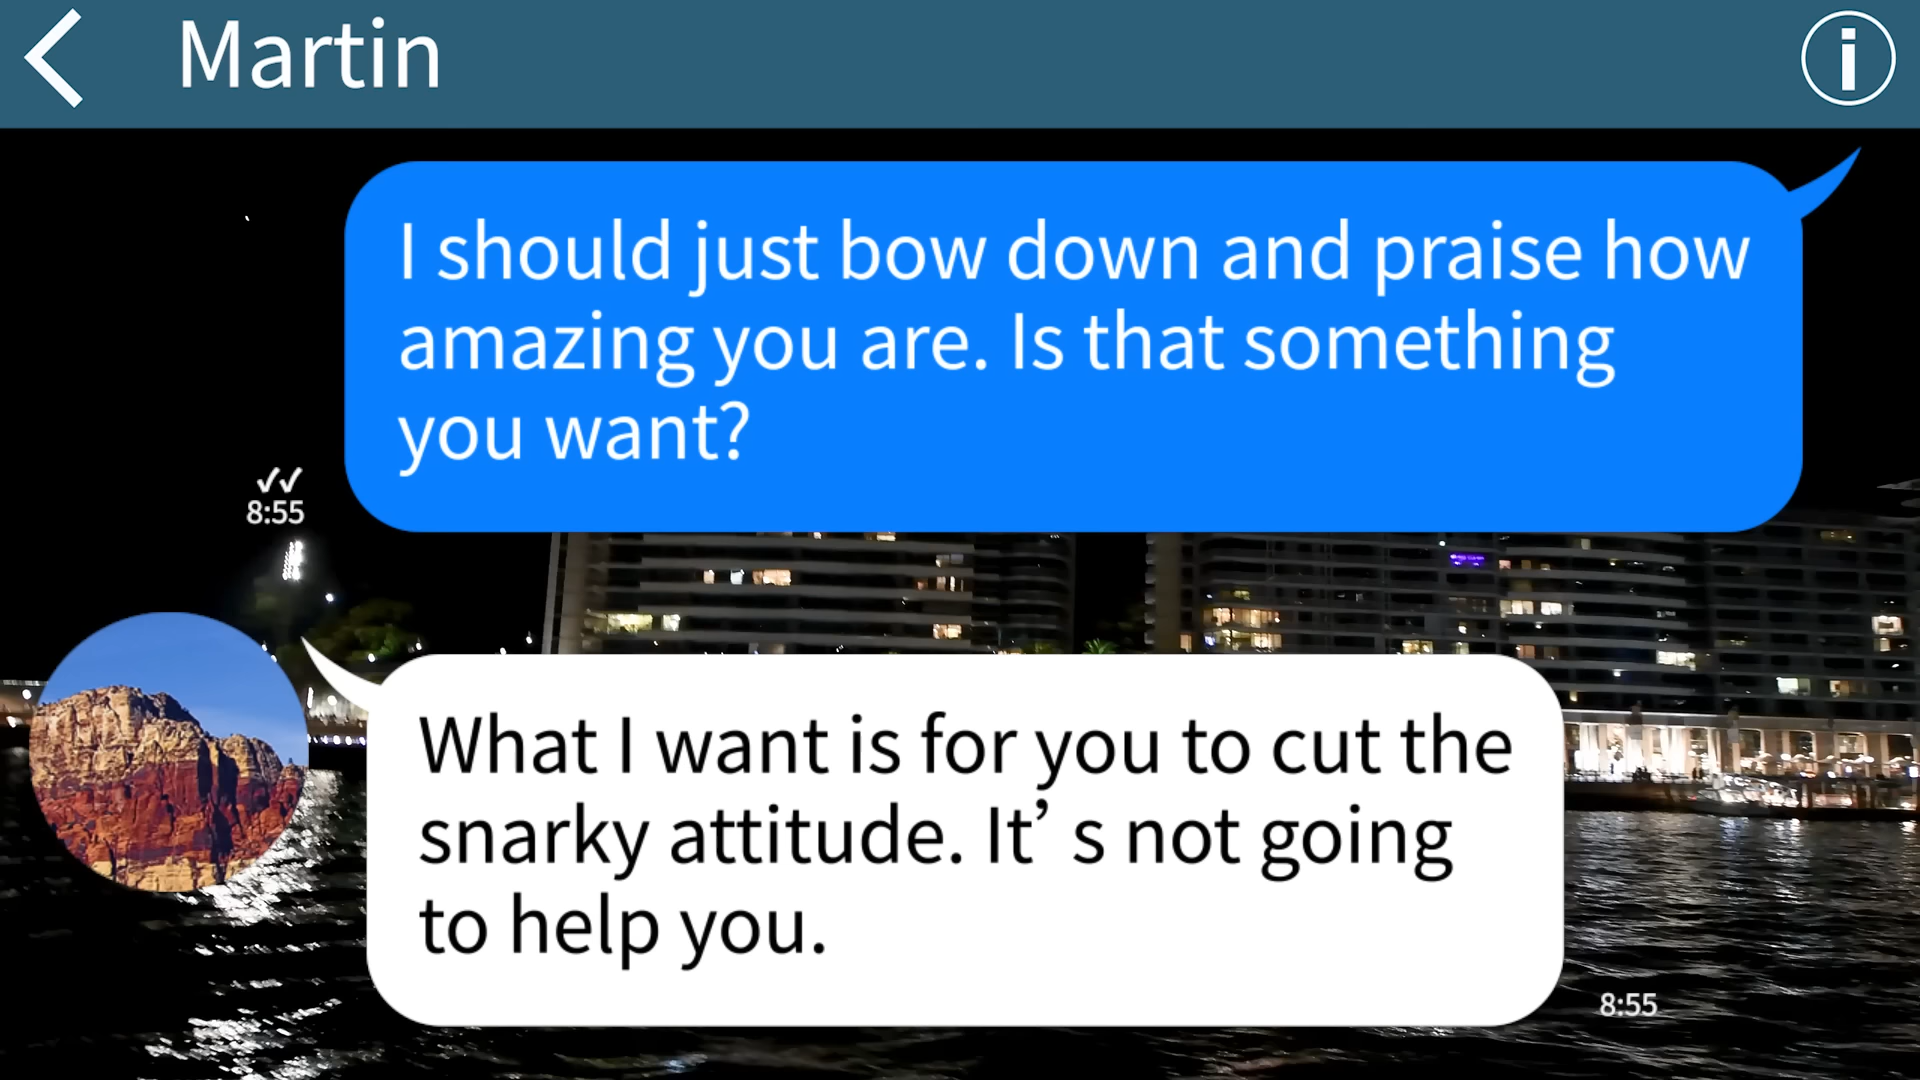 Martin
I should just bow down and praise how
amazing you are. Is that something
you want?
8:55
What I want is for you to cut the
snarky attitude. It’s not going
to help you.
8:55